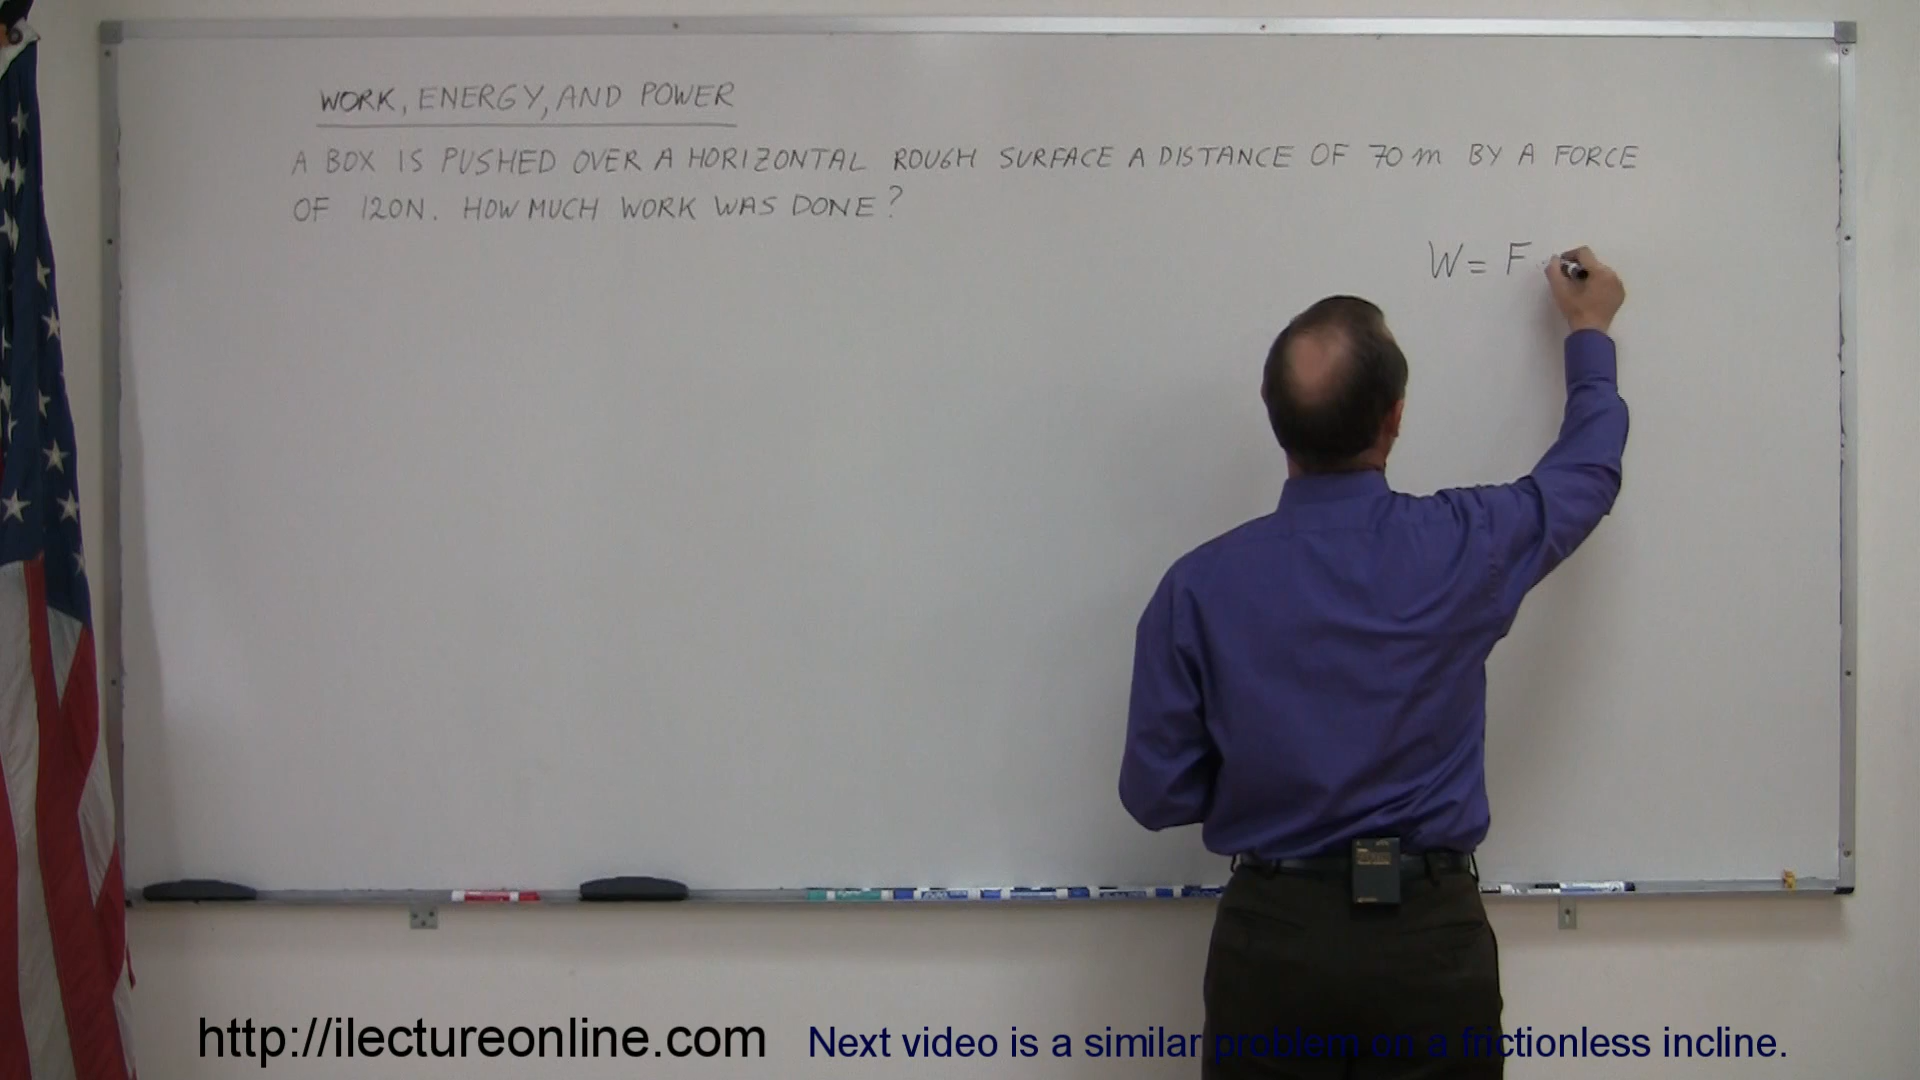 WORK, ENERGY, AND POWER
A BOX IS PUSHED OVER A HORIZONTAL ROUGH SURFACE A DISTANCE OF 70 m BY A FORCE
OF 120N. HOW MUCH WORK WAS DONE?
W = F
http://ilectureonline.com Next video is a similar problem on a frictionless incline.